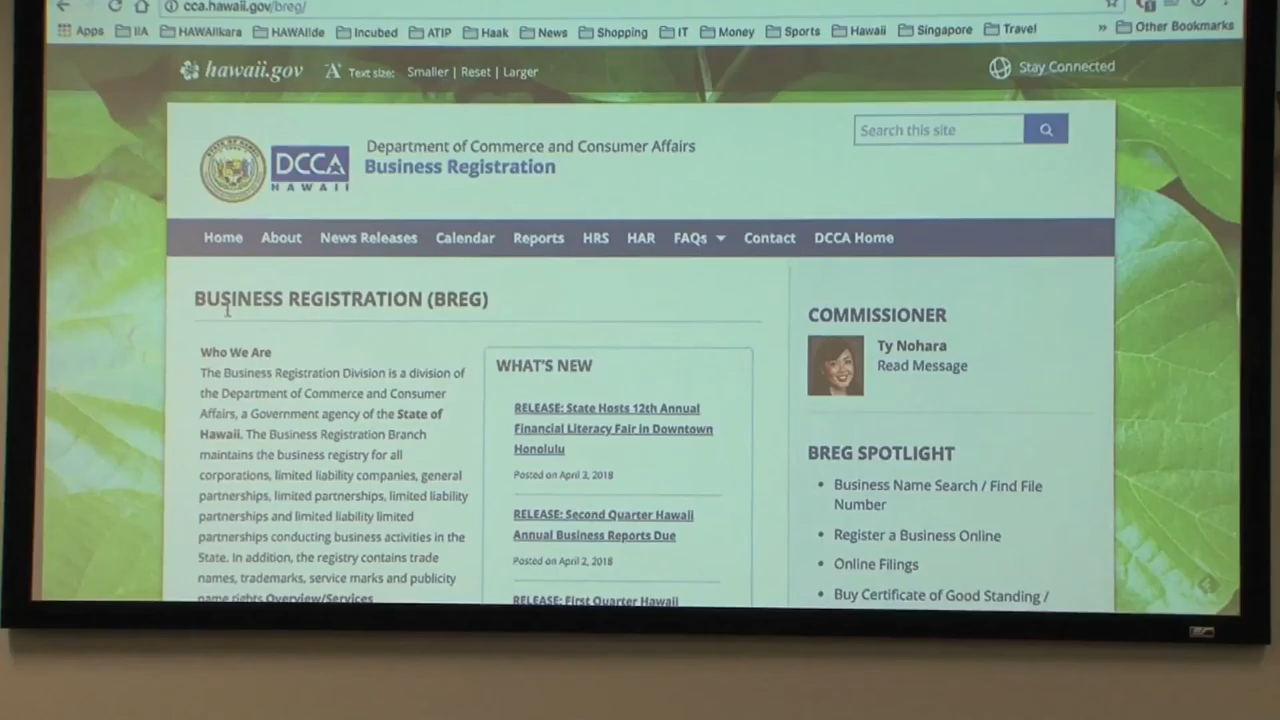 cca.hawaii.gov/breg/
Apps IIA HAWAIIkara HAWAIIde Incubed ATIP Haak News Shopping IT Money Sports Hawaii Singapore Travel » Other Bookmarks
hawaii.gov Text size: Smaller | Reset | Larger Stay Connected
Department of Commerce and Consumer Affairs
Business Registration
DCCA
HAWAII
Search this site
Home About News Releases Calendar Reports HRS HAR FAQs Contact DCCA Home
BUSINESS REGISTRATION (BREG)
Who We Are
The Business Registration Division is a division of
the Department of Commerce and Consumer
Affairs, a Government agency of the State of
Hawaii. The Business Registration Branch
maintains the business registry for all
corporations, limited liability companies, general
partnerships, limited partnerships, limited liability
partnerships and limited liability limited
partnerships conducting business activities in the
State. In addition, the registry contains trade
names, trademarks, service marks and publicity
name rights Overview/Services
WHAT'S NEW
RELEASE: State Hosts 12th Annual
Financial Literacy Fair in Downtown
Honolulu
Posted on April 3, 2018
RELEASE: Second Quarter Hawaii
Annual Business Reports Due
Posted on April 2, 2018
RELEASE: First Quarter Hawaii
COMMISSIONER
Ty Nohara
Read Message
BREG SPOTLIGHT
• Business Name Search / Find File
Number
• Register a Business Online
• Online Filings
• Buy Certificate of Good Standing /